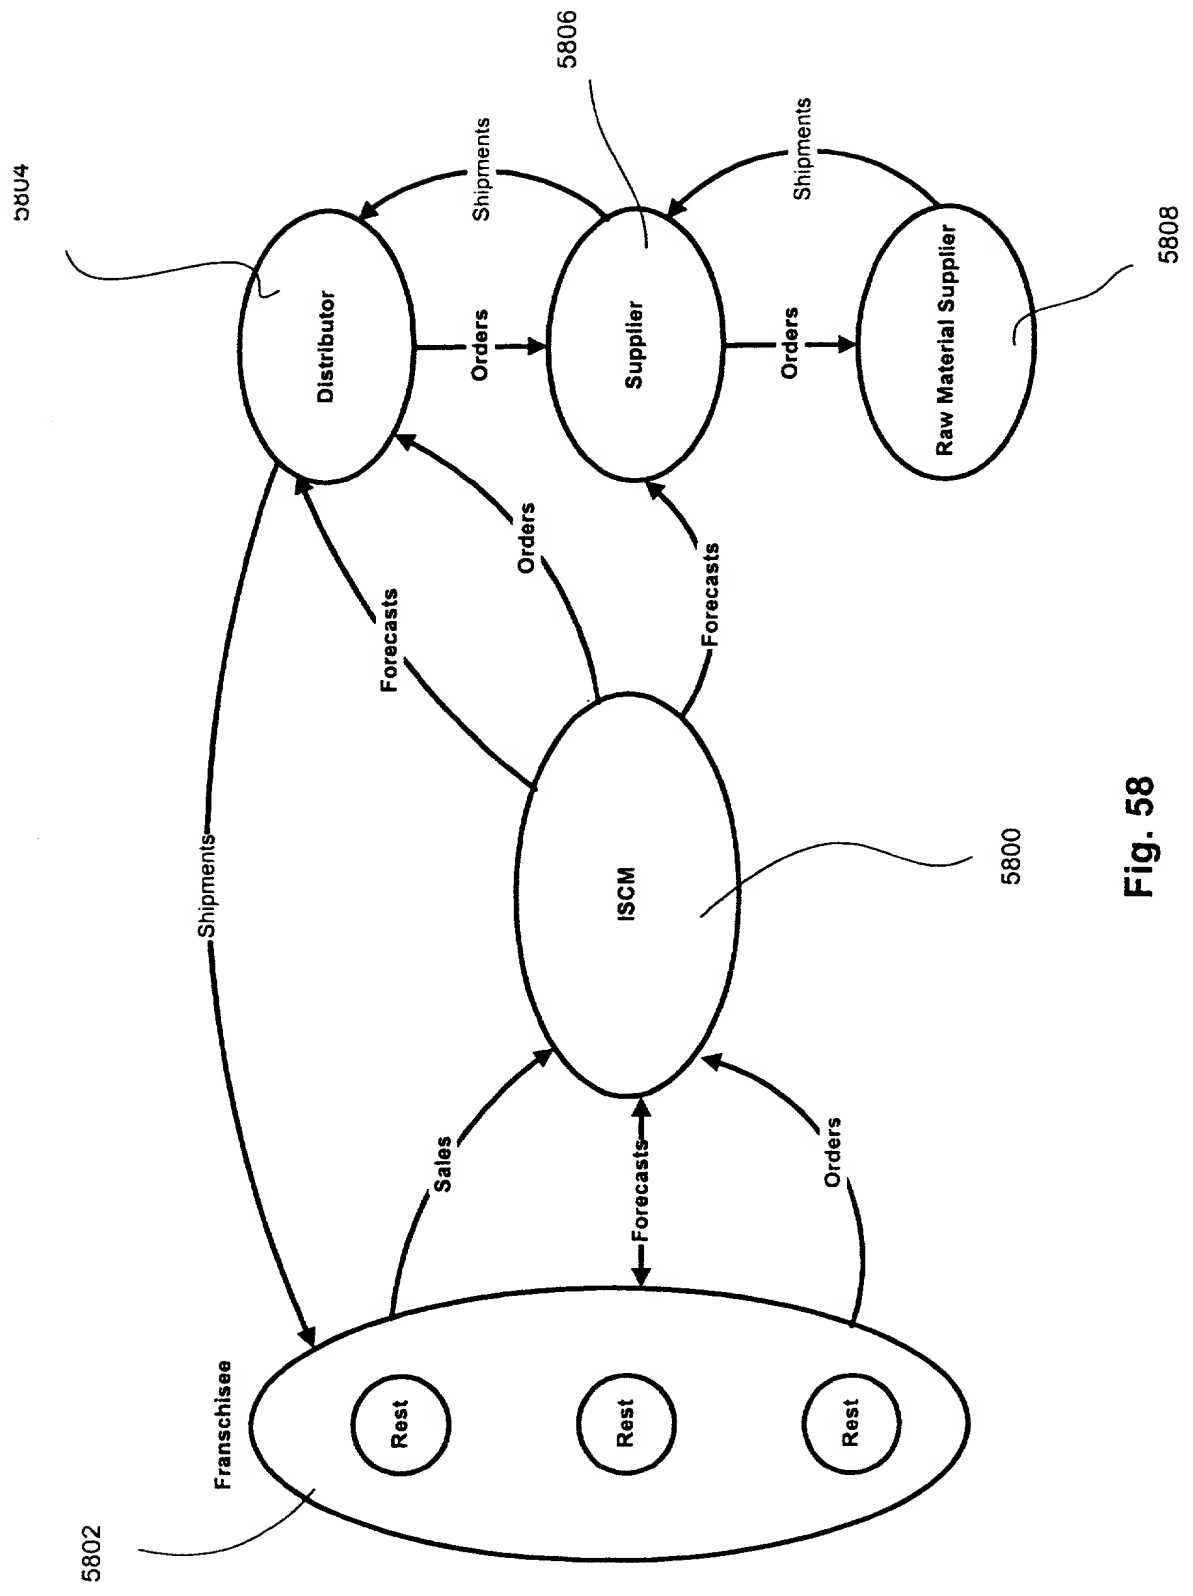 5804
5806
Shipments
Shipments
Distributor
Orders
Supplier
Orders
Raw Material Supplier
5808
Forecasts
Orders
Forecasts
Shipments
ISCM
5800
Sales
Forecasts
Orders
Franschisee
Rest
Rest
Rest
5802
Fig. 58